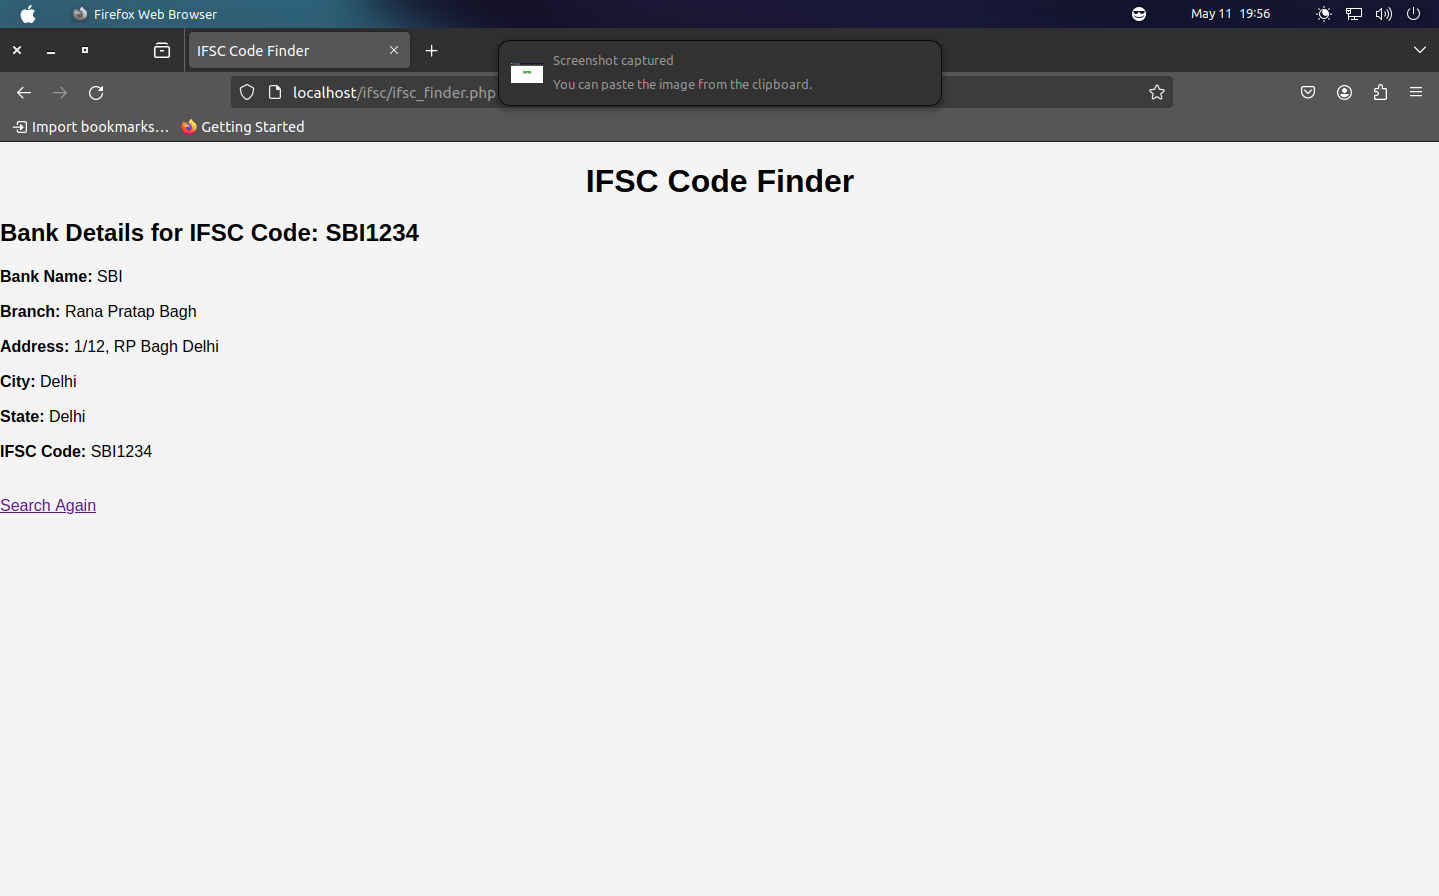 Firefox Web Browser
May 11 19:56
IFSC Code Finder
Screenshot captured
You can paste the image from the clipboard.
localhost/ifsc/ifsc_finder.php
Import bookmarks…
Getting Started
IFSC Code Finder
Bank Details for IFSC Code: SBI1234
Bank Name: SBI
Branch: Rana Pratap Bagh
Address: 1/12, RP Bagh Delhi
City: Delhi
State: Delhi
IFSC Code: SBI1234
Search Again